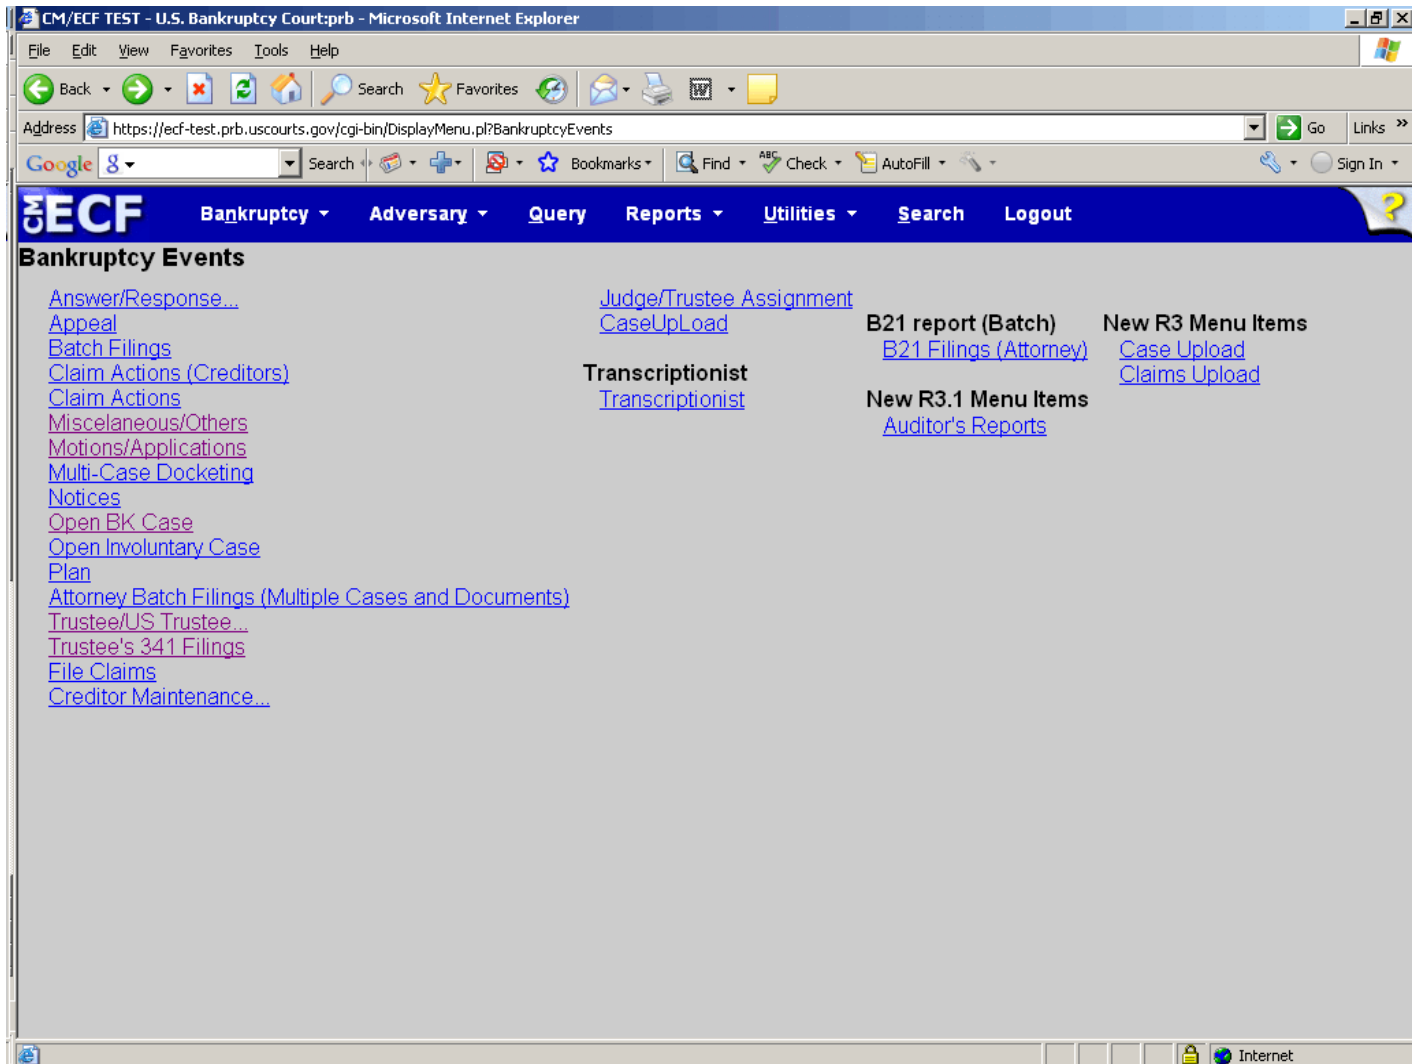 CM/ECF TEST - U.S. Bankruptcy Court:prb - Microsoft Internet Explorer
File Edit View Favorites Tools Help
Back Search Favorites
Address https://ecf-test.prb.uscourts.gov/cgi-bin/DisplayMenu.pl?BankruptcyEvents Go Links »
Google g Search Bookmarks Find ABC Check AutoFill Sign In
CM ECF Bankruptcy Adversary Query Reports Utilities Search Logout ?
Bankruptcy Events
Answer/Response...
Appeal
Batch Filings
Claim Actions (Creditors)
Claim Actions
Miscelaneous/Others
Motions/Applications
Multi-Case Docketing
Notices
Open BK Case
Open Involuntary Case
Plan
Attorney Batch Filings (Multiple Cases and Documents)
Trustee/US Trustee...
Trustee's 341 Filings
File Claims
Creditor Maintenance...
Judge/Trustee Assignment
CaseUpLoad
Transcriptionist
Transcriptionist
B21 report (Batch)
B21 Filings (Attorney)
New R3.1 Menu Items
Auditor's Reports
New R3 Menu Items
Case Upload
Claims Upload
Internet